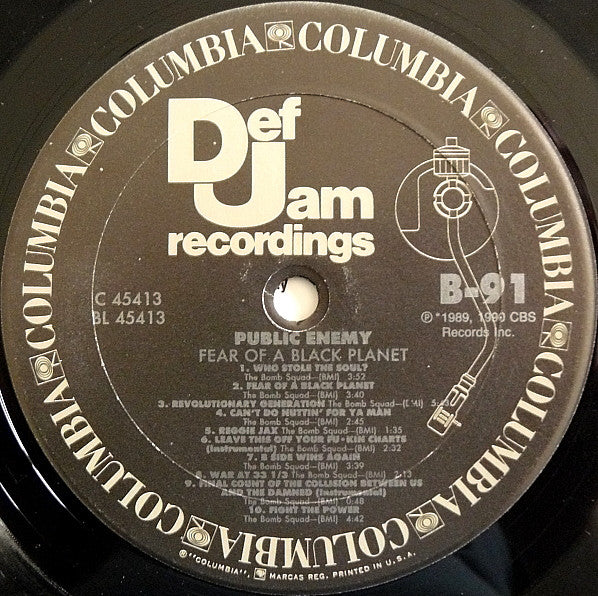 COLUMBIA COLUMBIA COLUMBIA COLUMBIA COLUMBIA COLUMBIA COLUMBIA COLUMBIA
Def
Jam
recordings
C 45413
BL 45413
B-91
℗*1989, 1990 CBS
Records Inc.
PUBLIC ENEMY
FEAR OF A BLACK PLANET
1. WHO STOLE THE SOUL?
The Bomb Squad—(BMI) 3:52
2. FEAR OF A BLACK PLANET
The Bomb Squad—(BMI) 3:40
3. REVOLUTIONARY GENERATION The Bomb Squad—(BMI)
4. CAN'T DO NUTTIN' FOR YA MAN
The Bomb Squad—(BMI) 2:45
5. REGGIE JAX The Bomb Squad—(BMI) 1:35
6. LEAVE THIS OFF YOUR FU*KIN CHARTS
(Instrumental) The Bomb Squad—(BMI) 2:31
7. B SIDE WINS AGAIN
The Bomb Squad—(BMI) 3:39
8. WAR AT 33 1/3 The Bomb Squad—(BMI) 2:13
9. FINAL COUNT OF THE COLLISION BETWEEN US
AND THE DAMNED (Instrumental)
The Bomb Squad—(BMI) 0:48
10. FIGHT THE POWER
The Bomb Squad—(BMI) 4:42
®"COLUMBIA", MARCAS REG. PRINTED IN U.S.A.